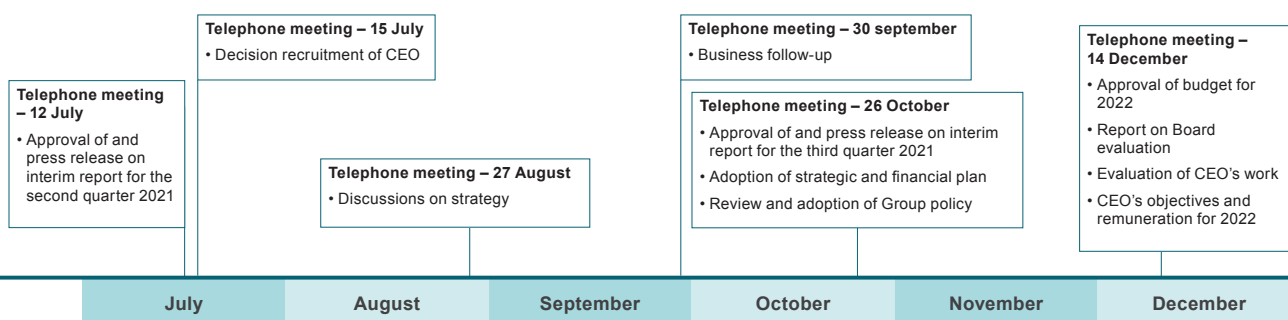 Telephone meeting
– 12 July
• Approval of and
press release on
interim report for the
second quarter 2021
Telephone meeting – 15 July
• Decision recruitment of CEO
Telephone meeting – 27 August
• Discussions on strategy
Telephone meeting – 30 september
• Business follow-up
Telephone meeting – 26 October
• Approval of and press release on interim
report for the third quarter 2021
• Adoption of strategic and financial plan
• Review and adoption of Group policy
Telephone meeting –
14 December
• Approval of budget for
2022
• Report on Board
evaluation
• Evaluation of CEO’s work
• CEO’s objectives and
remuneration for 2022
July August September October November December